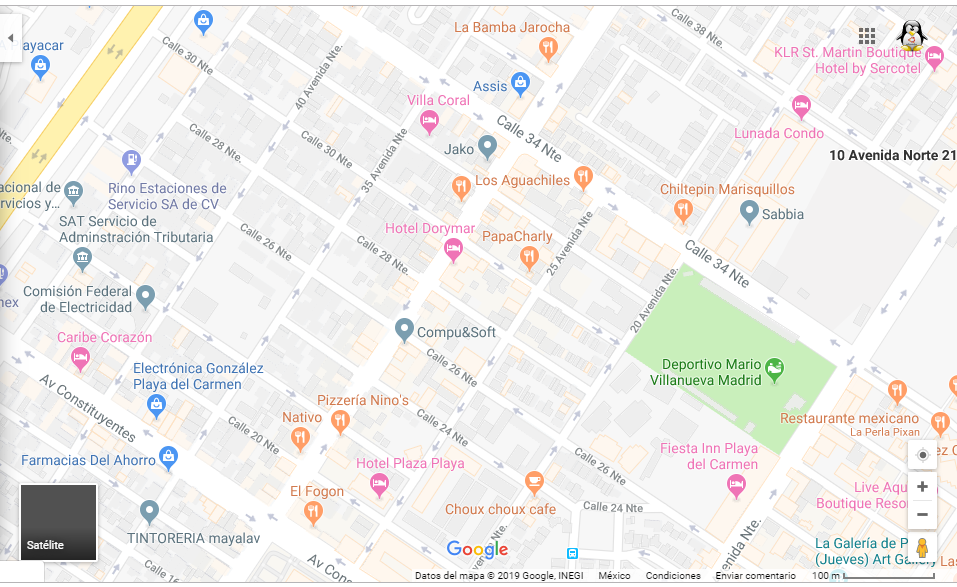 La Bamba Jarocha
Calle 38 Nte.
ayacar
Calle 30 Nte.
40 Avenida Nte.
KLR St. Martin Boutique
Hotel by Sercotel
Assis
Villa Coral
Calle 34 Nte
Lunada Condo
Calle 28 Nte.
Calle 30 Nte.
35 Avenida Nte
Jako
10 Avenida Norte 21
Rino Estaciones de
Servicio SA de CV
Los Aguachiles
Chiltepin Marisquillos
acional de
rvicios y...
SAT Servicio de
Adminstración Tributaria
Sabbia
Hotel Dorymar
PapaCharly
25 Avenida Nte
Calle 26 Nte.
Calle 28 Nte.
Calle 34 Nte
Comisión Federal
de Electricidad
nex
20 Avenida Nte.
Compu&Soft
Caribe Corazón
Calle 26 Nte.
Deportivo Mario
Villanueva Madrid
Electrónica González
Playa del Carmen
Av Constituyentes
Pizzería Nino's
Nativo
Calle 24 Nte.
Calle 20 Nte.
Restaurante mexicano
La Perla Pixan
Farmacias Del Ahorro
Hotel Plaza Playa
Calle 26 Nte.
Fiesta Inn Playa
del Carmen
ez C
El Fogon
Live Aqu
Boutique Reso
Choux choux cafe
Calle 24 Nte
TINTORERIA mayalav
Satélite
Google
Av Cons
enida Nte.
La Galería de P
(Jueves) Art Gallery
Datos del mapa © 2019 Google, INEGI México Condiciones Enviar comentario 100 m